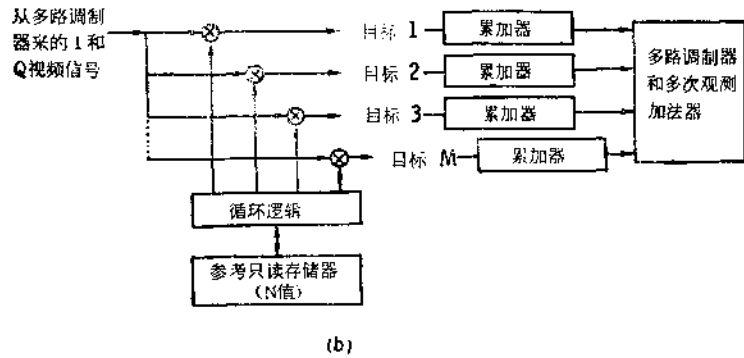 从多路调制
器来的 I 和
Q视频信号
目标 1
累加器
目标 2
累加器
目标 3
累加器
目标 M
累加器
多路调制器
和多次观测
加法器
循环逻辑
参考只读存储器
(N值)
(b)